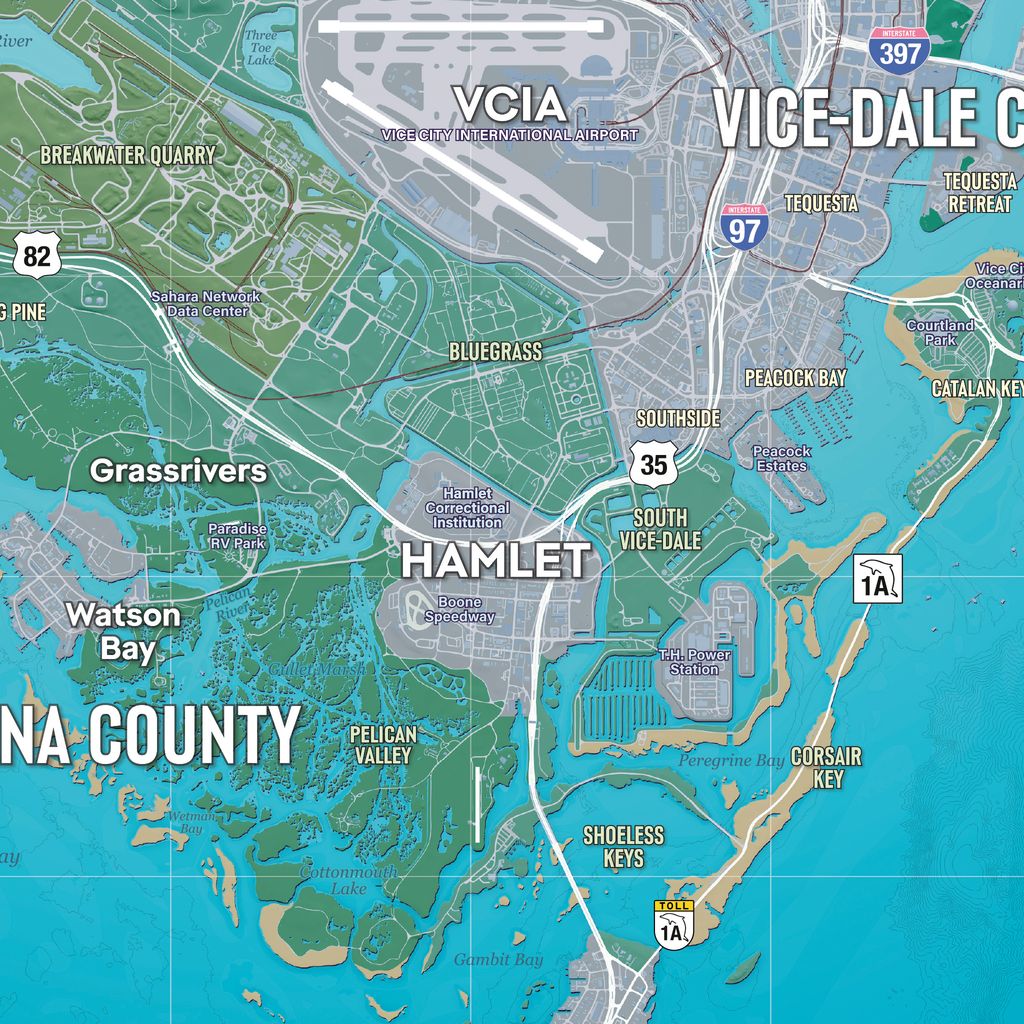 River
Three
Toe
Lake
INTERSTATE
397
VCIA
VICE CITY INTERNATIONAL AIRPORT
VICE-DALE C
BREAKWATER QUARRY
TEQUESTA
RETREAT
TEQUESTA
INTERSTATE
97
82
Vice Ci
Oceanari
Sahara Network
Data Center
G PINE
Courtland
Park
BLUEGRASS
PEACOCK BAY
CATALAN KEY
SOUTHSIDE
35
Peacock
Estates
Grassrivers
Hamlet
Correctional
Institution
Paradise
RV Park
SOUTH
VICE-DALE
HAMLET
1A
Pelican
River
Boone
Speedway
Watson
Bay
Gullet Marsh
T.H. Power
Station
NA COUNTY
PELICAN
VALLEY
Peregrine Bay
CORSAIR
KEY
Wetman
Bay
SHOELESS
KEYS
ay
Cottonmouth
Lake
TOLL
1A
Gambit Bay